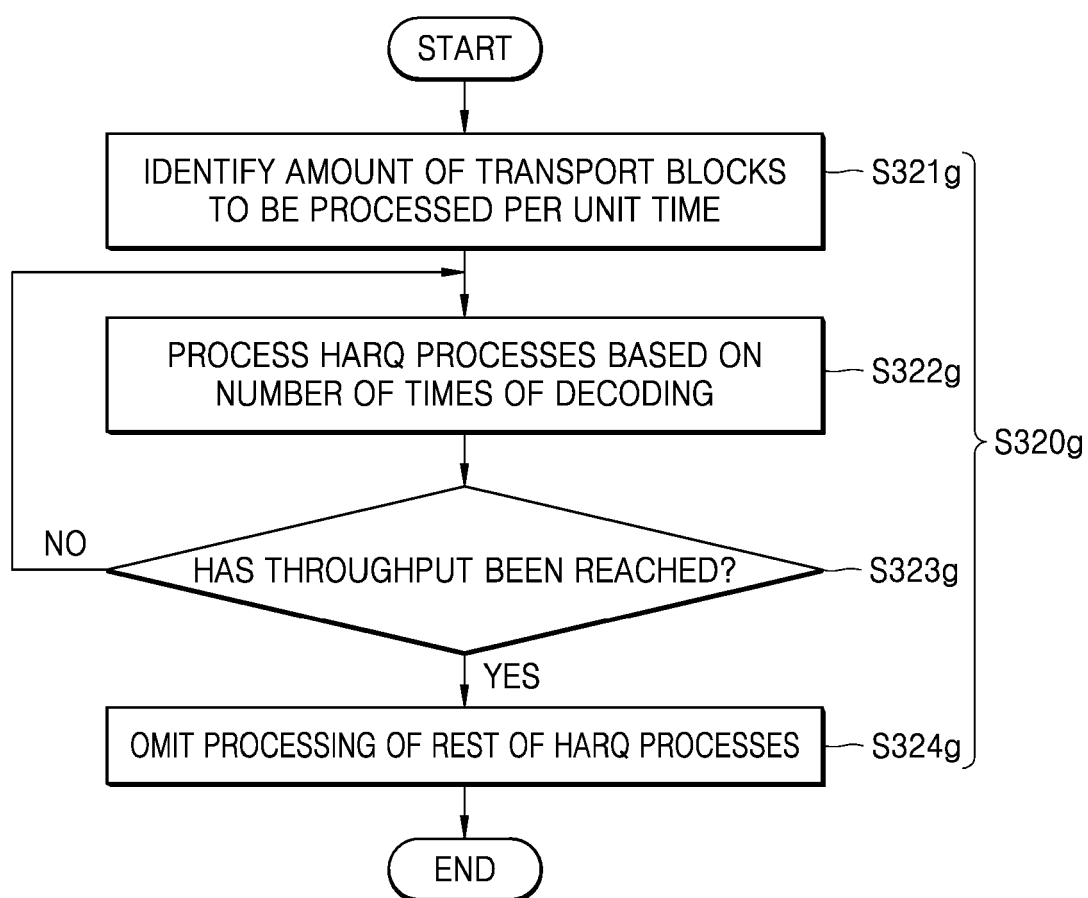 START
IDENTIFY AMOUNT OF TRANSPORT BLOCKS
TO BE PROCESSED PER UNIT TIME
S321g
PROCESS HARQ PROCESSES BASED ON
NUMBER OF TIMES OF DECODING
S322g
S320g
NO
HAS THROUGHPUT BEEN REACHED?
S323g
YES
OMIT PROCESSING OF REST OF HARQ PROCESSES
S324g
END